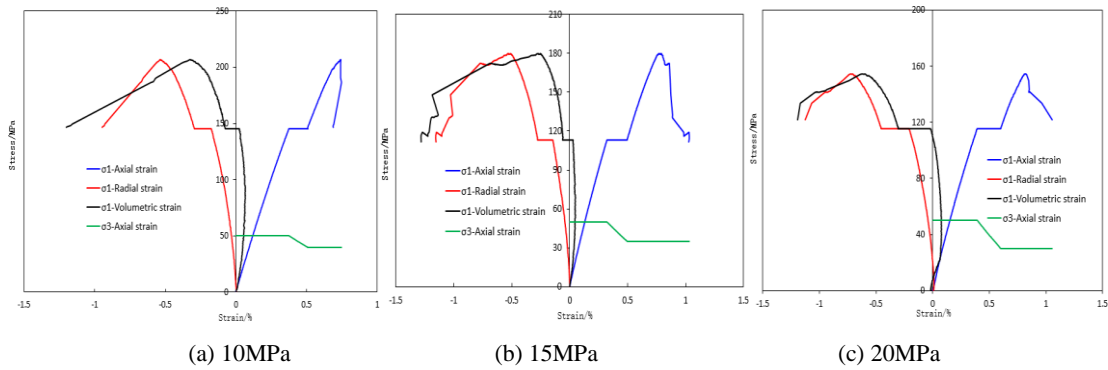 250
200
150
100
50
0
-1.5 -1 -0.5 0 0.5 1
Stress/MPa
Strain/%
σ1-Axial strain
σ1-Radial strain
σ1-Volumetric strain
σ3-Axial strain
(a) 10MPa
210
180
150
120
90
60
30
0
-1.5 -1 -0.5 0 0.5 1 1.5
Stress/MPa
Strain/%
σ1-Axial strain
σ1-Radial strain
σ1-Volumetric strain
σ3-Axial strain
(b) 15MPa
200
160
120
80
40
0
-1.5 -1 -0.5 0 0.5 1 1.5
Stress/MPa
Strain/%
σ1-Axial strain
σ1-Radial strain
σ1-Volumetric strain
σ3-Axial strain
(c) 20MPa